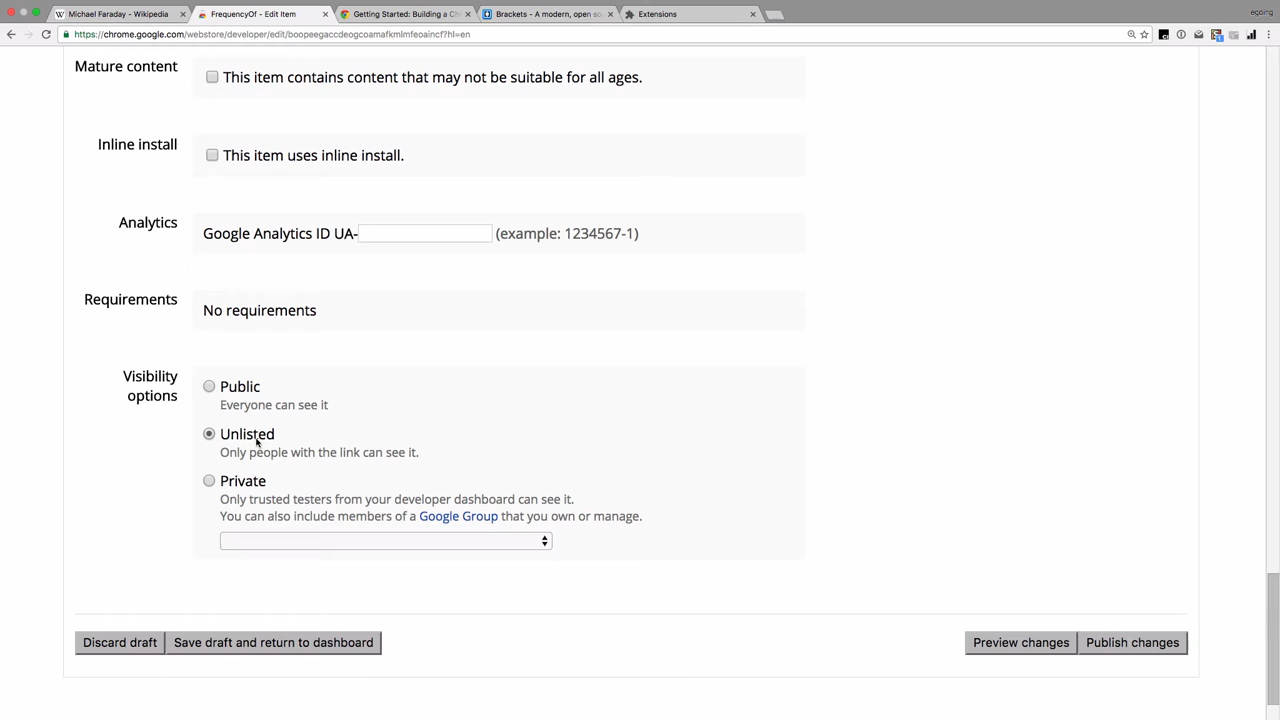 Michael Faraday - Wikipedia
FrequencyOf - Edit Item
Getting Started: Building a Ch
Brackets - A modern, open so
Extensions
egoing
https://chrome.google.com/webstore/developer/edit/boopeegaccdeogcoamafkmlmfeoaincf?hl=en
Mature content
This item contains content that may not be suitable for all ages.
Inline install
This item uses inline install.
Analytics
Google Analytics ID UA-
(example: 1234567-1)
Requirements
No requirements
Visibility
options
Public
Everyone can see it
Unlisted
Only people with the link can see it.
Private
Only trusted testers from your developer dashboard can see it.
You can also include members of a Google Group that you own or manage.
Discard draft
Save draft and return to dashboard
Preview changes
Publish changes